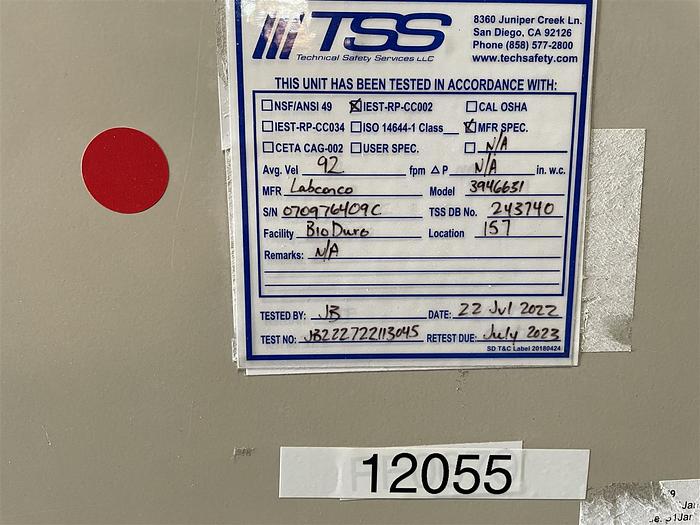 TSS
Technical Safety Services LLC
8360 Juniper Creek Ln.
San Diego, CA 92126
Phone (858) 577-2800
www.techsafety.com
THIS UNIT HAS BEEN TESTED IN ACCORDANCE WITH:
☐NSF/ANSI 49 ☒IEST-RP-CC002 ☐CAL OSHA
☐IEST-RP-CC034 ☐ISO 14644-1 Class ☒MFR SPEC.
☐CETA CAG-002 ☐USER SPEC. ☐ N/A
Avg. Vel 92 fpm Δ P N/A in. w.c.
MFR Labconco Model 3946631
S/N 070976409C TSS DB No. 243740
Facility BioDuro Location 157
Remarks: N/A
TESTED BY: JB DATE: 22 Jul 2022
TEST NO: JB222722113045 RETEST DUE: July 2023
SD T&C Label 20180424
12055